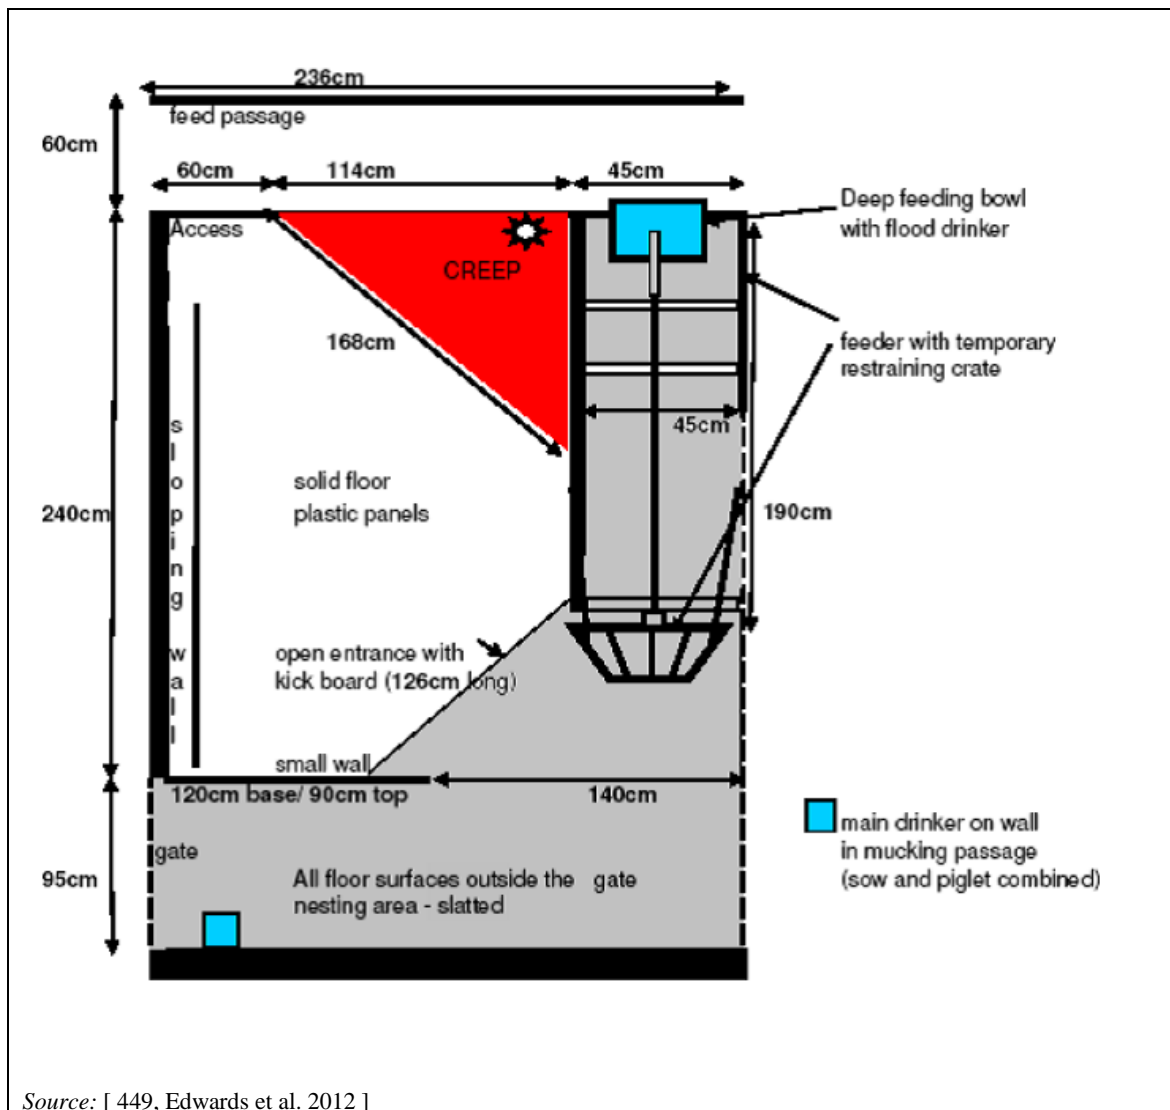 236cm
feed passage
60cm
60cm
114cm
45cm
Access
Deep feeding bowl
with flood drinker
CREEP
168cm
feeder with temporary
restraining crate
45cm
sloping wall
solid floor
plastic panels
240cm
190cm
open entrance with
kick board (126cm long)
small wall
120cm base/ 90cm top
140cm
main drinker on wall
in mucking passage
(sow and piglet combined)
gate
95cm
All floor surfaces outside the gate
nesting area - slatted
Source: [ 449, Edwards et al. 2012 ]